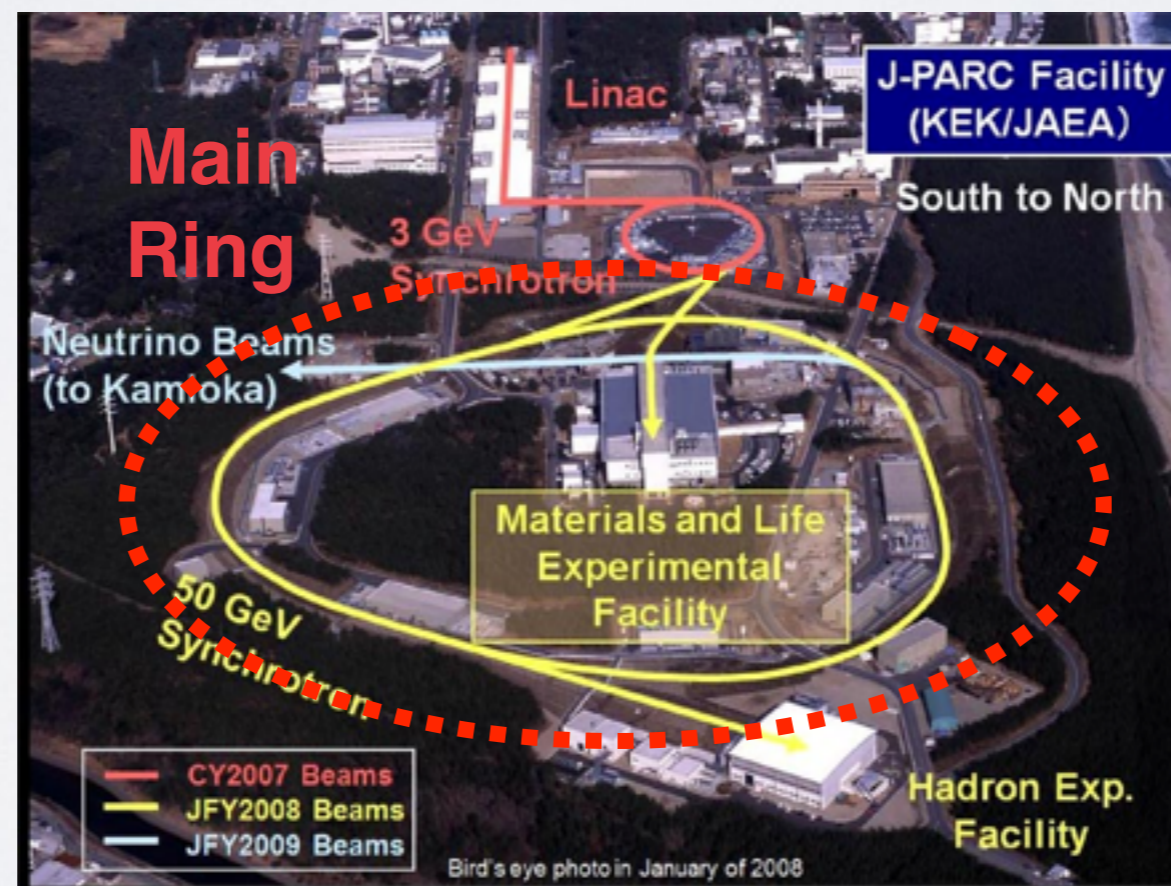 Linac
J-PARC Facility
(KEK/JAEA)
Main
Ring
South to North
3 GeV
Synchrotron
Neutrino Beams
(to Kamioka)
Materials and Life
Experimental
Facility
50 GeV
Synchrotron
CY2007 Beams
JFY2008 Beams
JFY2009 Beams
Hadron Exp.
Facility
Bird's eye photo in January of 2008